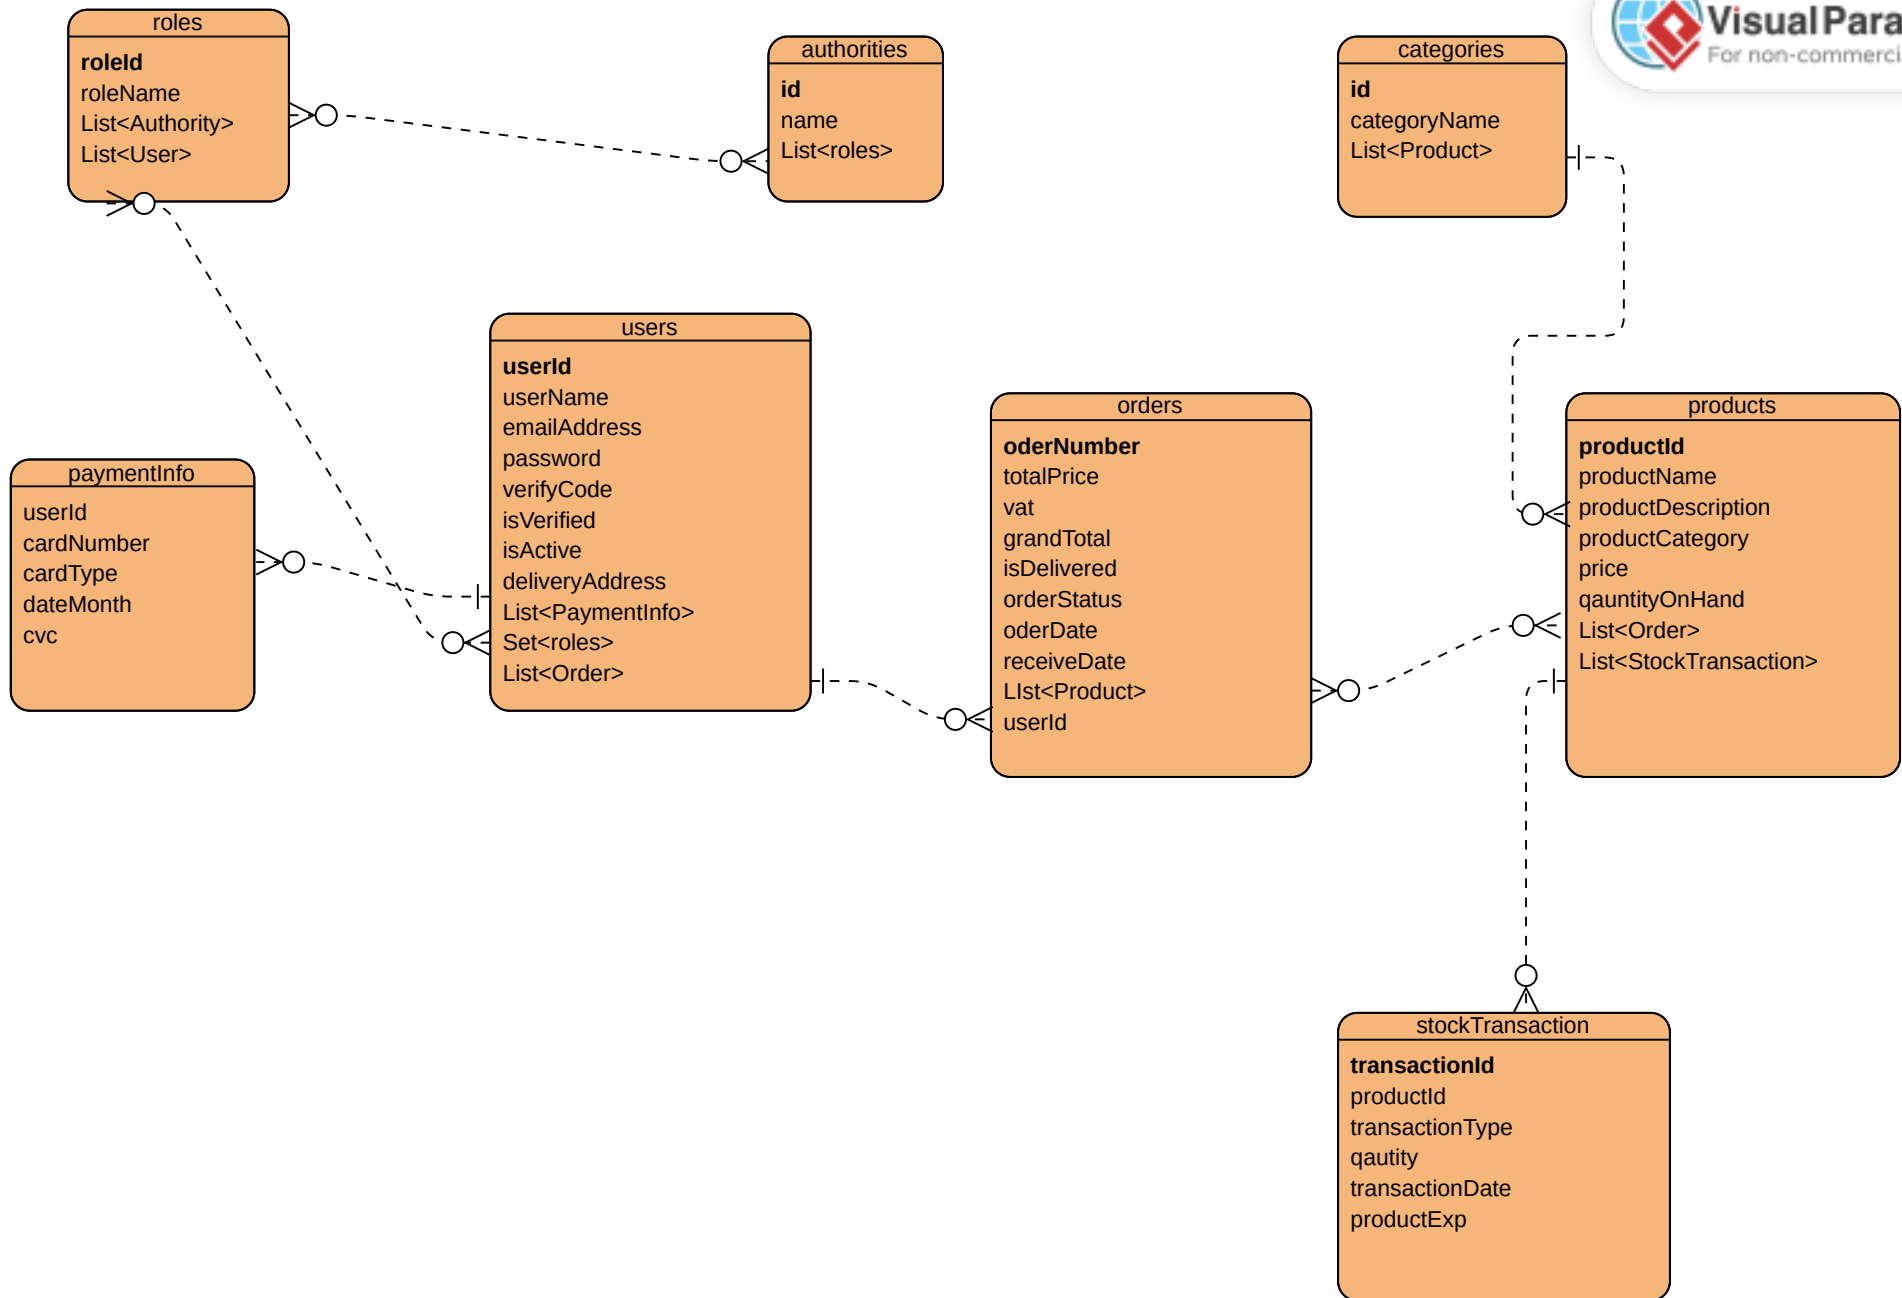 roles
roleId
roleName
List<Authority>
List<User>
authorities
id
name
List<roles>
categories
id
categoryName
List<Product>
VisualPara
For non-commerci
users
userId
userName
emailAddress
password
verifyCode
isVerified
isActive
deliveryAddress
List<PaymentInfo>
Set<roles>
List<Order>
paymentInfo
userId
cardNumber
cardType
dateMonth
cvc
orders
oderNumber
totalPrice
vat
grandTotal
isDelivered
orderStatus
oderDate
receiveDate
LIst<Product>
userId
products
productId
productName
productDescription
productCategory
price
qauntityOnHand
List<Order>
List<StockTransaction>
stockTransaction
transactionId
productId
transactionType
qautity
transactionDate
productExp